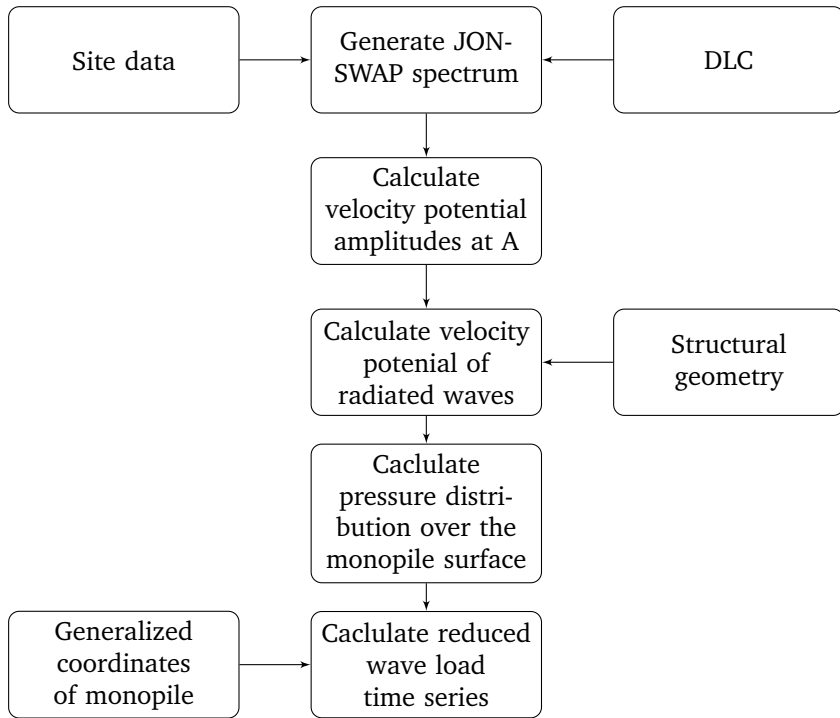 Site data
Generate JON-
SWAP spectrum
DLC
Calculate
velocity potential
amplitudes at A
Calculate velocity
potenial of
radiated waves
Structural
geometry
Caclulate
pressure distri-
bution over the
monopile surface
Generalized
coordinates
of monopile
Caclulate reduced
wave load
time series